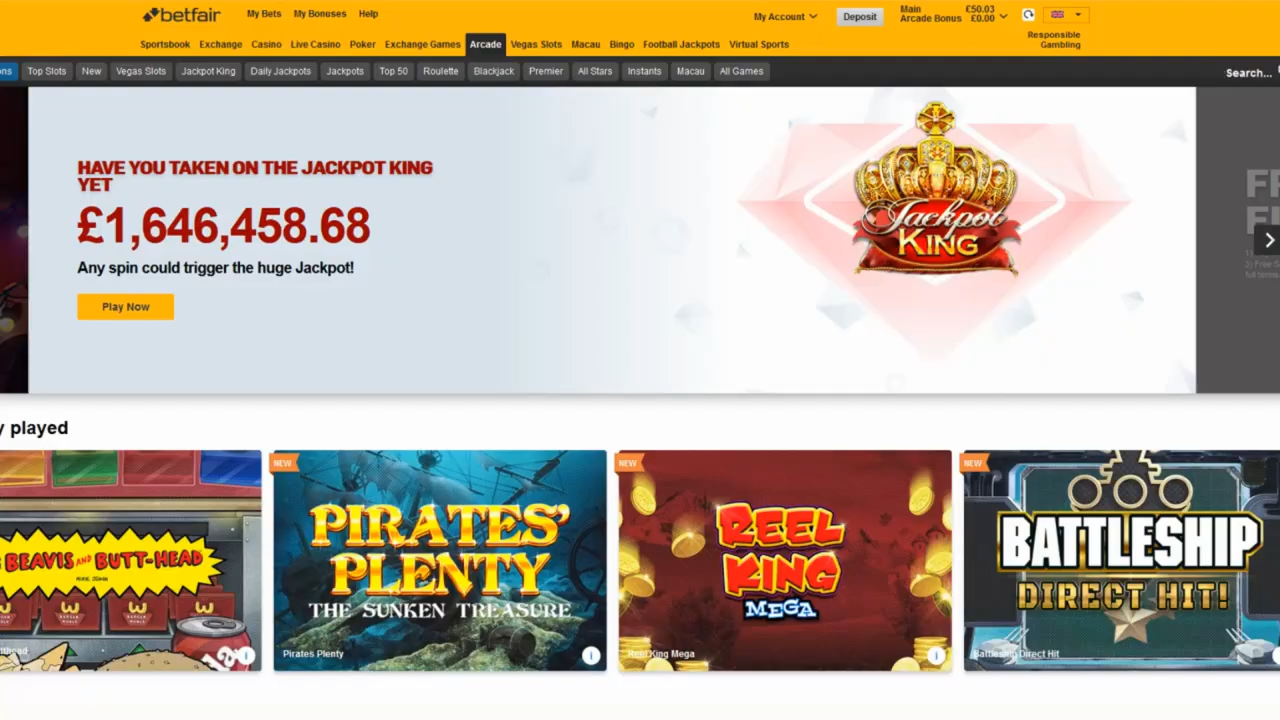 betfair
My Bets
My Bonuses
Help
My Account
Deposit
Main £50.03
Arcade Bonus £0.00
Responsible
Gambling
Sportsbook
Exchange
Casino
Live Casino
Poker
Exchange Games
Arcade
Vegas Slots
Macau
Bingo
Football Jackpots
Virtual Sports
ons
Top Slots
New
Vegas Slots
Jackpot King
Daily Jackpots
Jackpots
Top 50
Roulette
Blackjack
Premier
All Stars
Instants
Macau
All Games
Search...
HAVE YOU TAKEN ON THE JACKPOT KING
YET
£1,646,458.68
Any spin could trigger the huge Jackpot!
Play Now
Jackpot
KING
y played
BEAVIS AND BUTT-HEAD
NEW
PIRATES'
PLENTY
THE SUNKEN TREASURE
Pirates Plenty
i
NEW
REEL
KING
MEGA
Reel King Mega
i
NEW
BATTLESHIP
DIRECT HIT!
Battleship Direct Hit